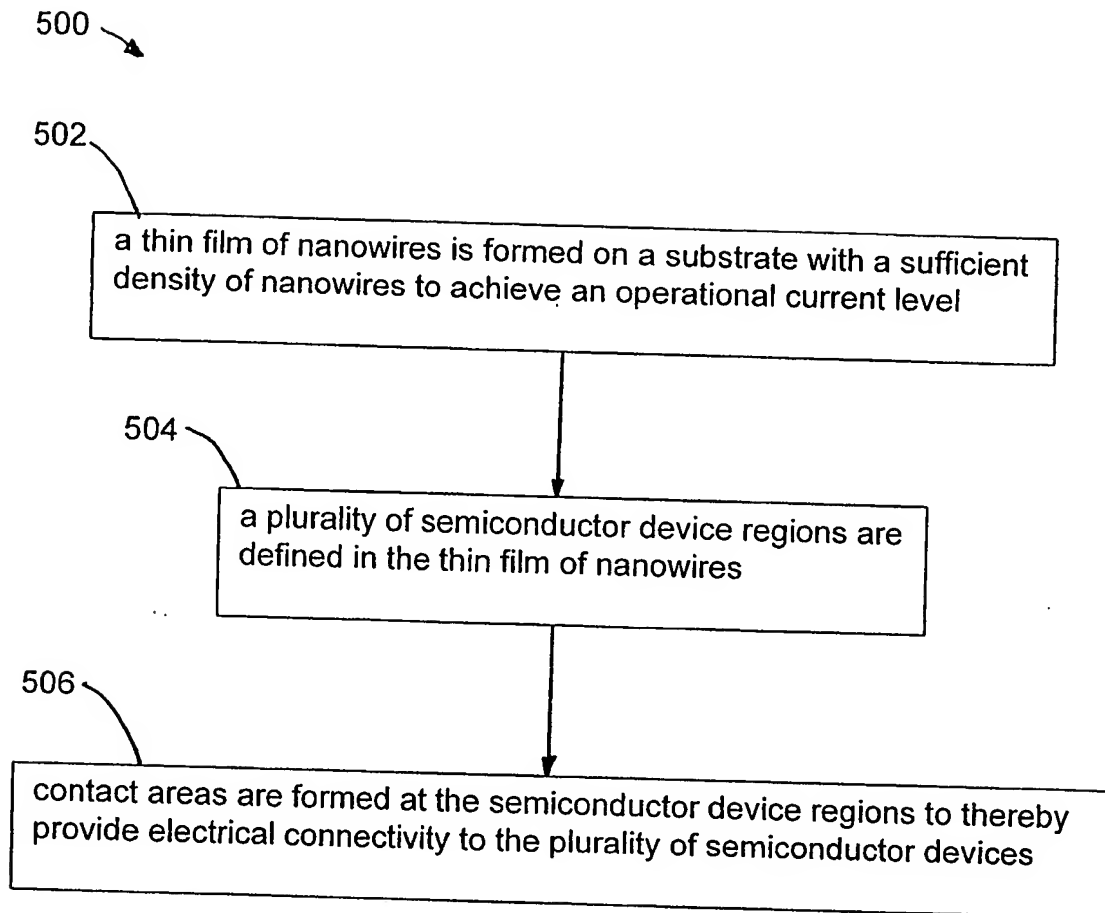 500
502
a thin film of nanowires is formed on a substrate with a sufficient
density of nanowires to achieve an operational current level
504
a plurality of semiconductor device regions are
defined in the thin film of nanowires
506
contact areas are formed at the semiconductor device regions to thereby
provide electrical connectivity to the plurality of semiconductor devices